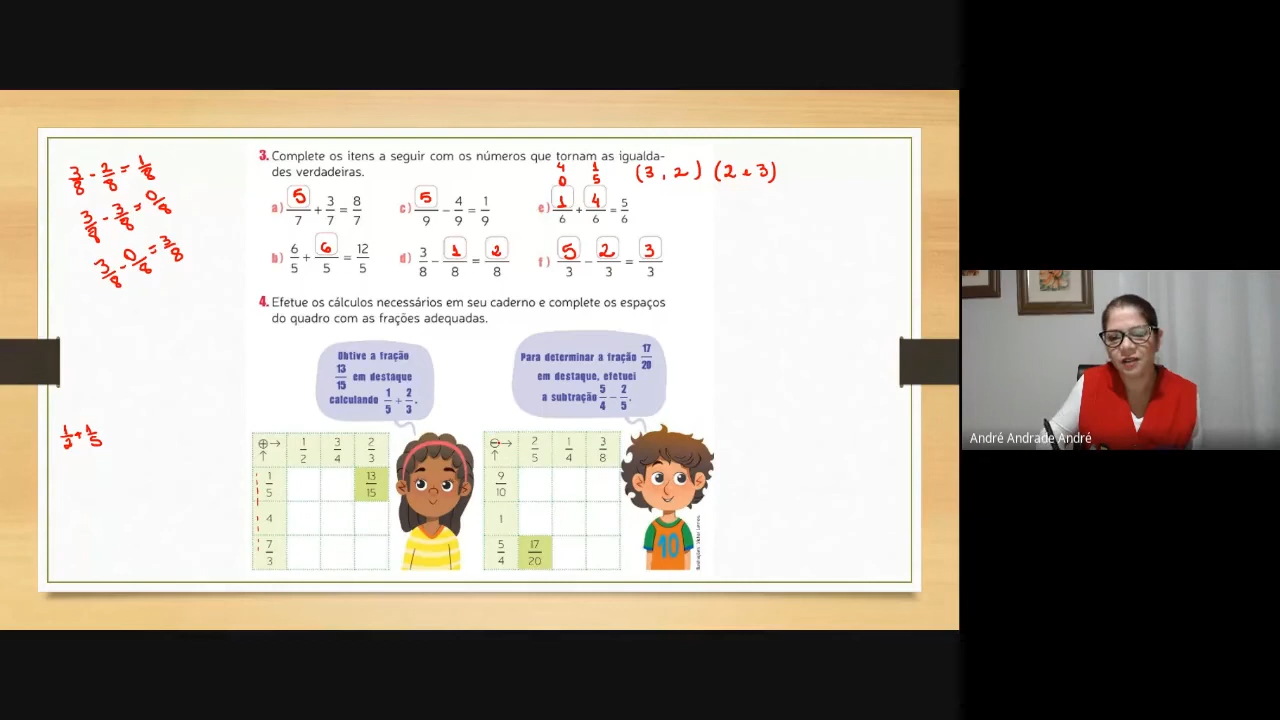 3. Complete os itens a seguir com os números que tornam as igualda-
des verdadeiras.
3/8 - 2/8 = 1/8
3/8 - 3/8 = 0/8
3/8 - 0/8 = 3/8
4 1
0 5
(3, 2) (2 e 3)
a) 5/7 + 3/7 = 8/7
c) 5/9 - 4/9 = 1/9
e) 1/6 + 4/6 = 5/6
b) 6/5 + 6/5 = 12/5
d) 3/8 - 1/8 = 2/8
f) 5/3 - 2/3 = 3/3
4. Efetue os cálculos necessários em seu caderno e complete os espaços
do quadro com as frações adequadas.
Obtive a fração
13/15 em destaque
calculando 1/5 + 2/3.
Para determinar a fração 17/20
em destaque, efetuei
a subtração 5/4 - 2/5.
1/2 + 1/5
⊕→ 1/2 3/4 2/3
↑
1/5 13/15
4
7/3
⊖→ 2/5 1/4 3/8
↑
9/10
1
5/4 17/20
10
André Andrade André